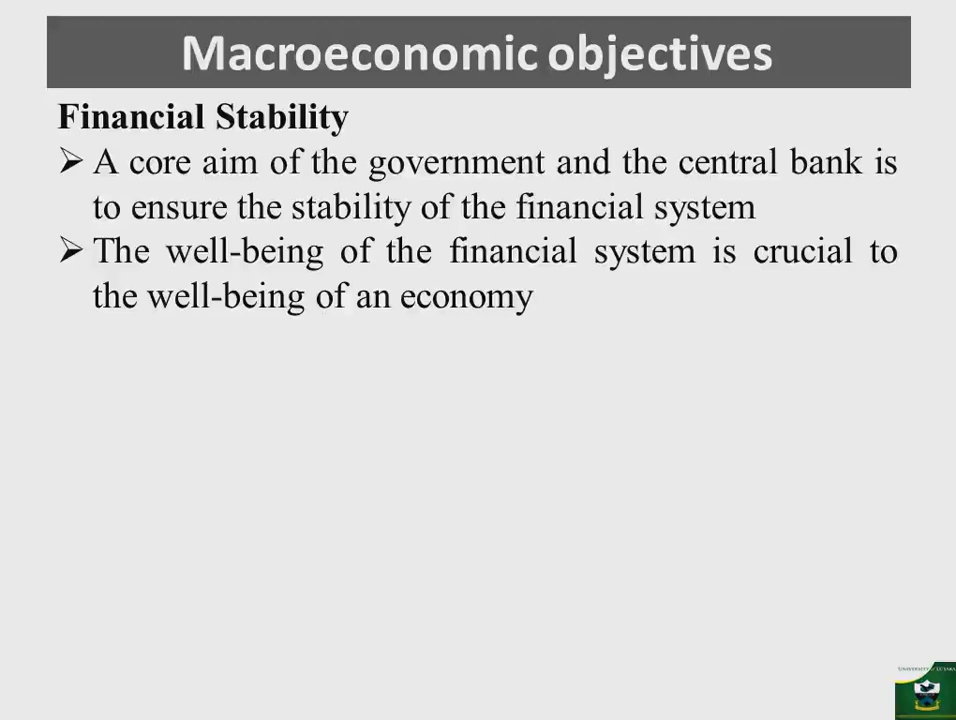 Macroeconomic objectives
Financial Stability
➢ A core aim of the government and the central bank is
to ensure the stability of the financial system
➢ The well-being of the financial system is crucial to
the well-being of an economy